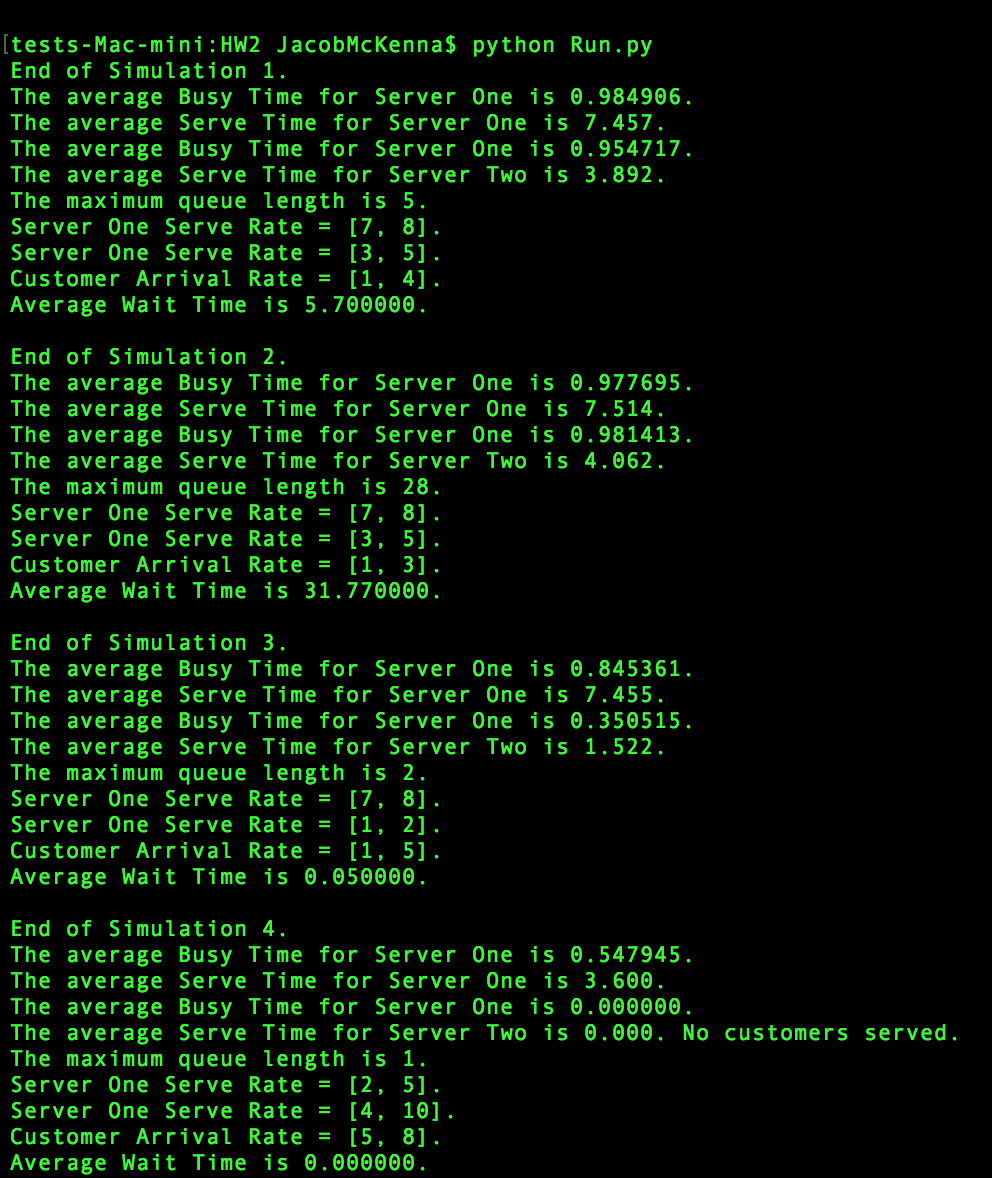 [tests-Mac-mini:HW2 JacobMcKenna$ python Run.py
End of Simulation 1.
The average Busy Time for Server One is 0.984906.
The average Serve Time for Server One is 7.457.
The average Busy Time for Server One is 0.954717.
The average Serve Time for Server Two is 3.892.
The maximum queue length is 5.
Server One Serve Rate = [7, 8].
Server One Serve Rate = [3, 5].
Customer Arrival Rate = [1, 4].
Average Wait Time is 5.700000.

End of Simulation 2.
The average Busy Time for Server One is 0.977695.
The average Serve Time for Server One is 7.514.
The average Busy Time for Server One is 0.981413.
The average Serve Time for Server Two is 4.062.
The maximum queue length is 28.
Server One Serve Rate = [7, 8].
Server One Serve Rate = [3, 5].
Customer Arrival Rate = [1, 3].
Average Wait Time is 31.770000.

End of Simulation 3.
The average Busy Time for Server One is 0.845361.
The average Serve Time for Server One is 7.455.
The average Busy Time for Server One is 0.350515.
The average Serve Time for Server Two is 1.522.
The maximum queue length is 2.
Server One Serve Rate = [7, 8].
Server One Serve Rate = [1, 2].
Customer Arrival Rate = [1, 5].
Average Wait Time is 0.050000.

End of Simulation 4.
The average Busy Time for Server One is 0.547945.
The average Serve Time for Server One is 3.600.
The average Busy Time for Server One is 0.000000.
The average Serve Time for Server Two is 0.000. No customers served.
The maximum queue length is 1.
Server One Serve Rate = [2, 5].
Server One Serve Rate = [4, 10].
Customer Arrival Rate = [5, 8].
Average Wait Time is 0.000000.